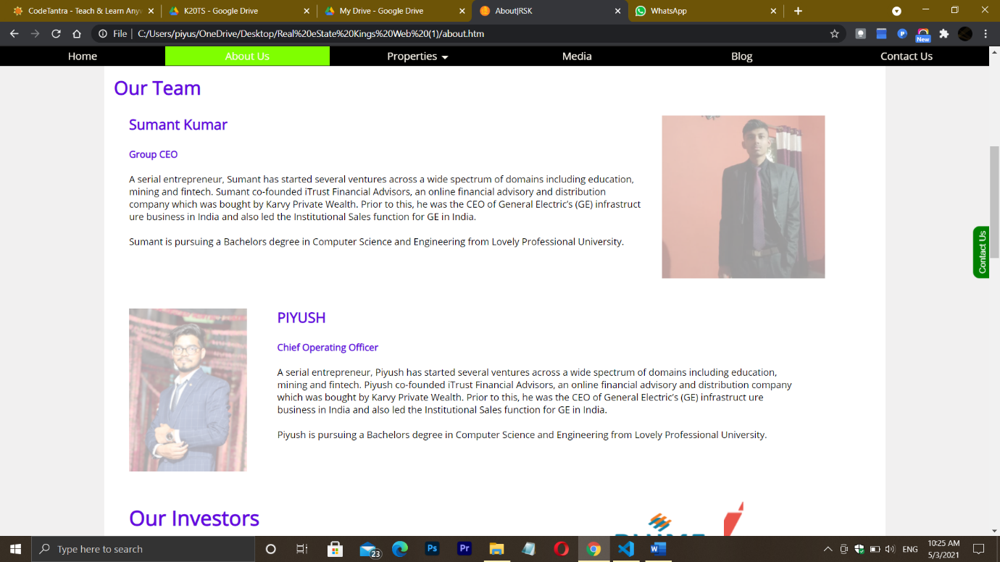 CodeTantra - Teach & Learn Any
K20TS - Google Drive
My Drive - Google Drive
About|RSK
WhatsApp
File
C:/Users/piyus/OneDrive/Desktop/Real%20eState%20Kings%20Web%20(1)/about.htm
New
Home
About Us
Properties
Media
Blog
Contact Us
Our Team
Sumant Kumar
Group CEO
A serial entrepreneur, Sumant has started several ventures across a wide spectrum of domains including education,
mining and fintech. Sumant co-founded iTrust Financial Advisors, an online financial advisory and distribution
company which was bought by Karvy Private Wealth. Prior to this, he was the CEO of General Electric's (GE) infrastruct
ure business in India and also led the Institutional Sales function for GE in India.
Sumant is pursuing a Bachelors degree in Computer Science and Engineering from Lovely Professional University.
Contact Us
PIYUSH
Chief Operating Officer
A serial entrepreneur, Piyush has started several ventures across a wide spectrum of domains including education,
mining and fintech. Piyush co-founded iTrust Financial Advisors, an online financial advisory and distribution company
which was bought by Karvy Private Wealth. Prior to this, he was the CEO of General Electric's (GE) infrastruct ure
business in India and also led the Institutional Sales function for GE in India.
Piyush is pursuing a Bachelors degree in Computer Science and Engineering from Lovely Professional University.
Our Investors
Type here to search
23
Ps
Pr
ENG
10:25 AM
5/3/2021